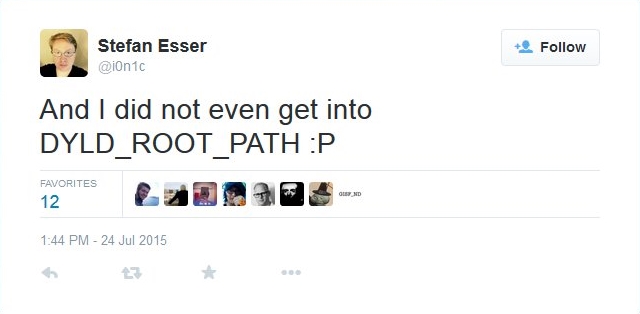 Stefan Esser
@i0n1c
Follow
And I did not even get into
DYLD_ROOT_PATH :P
FAVORITES
12
1:44 PM - 24 Jul 2015